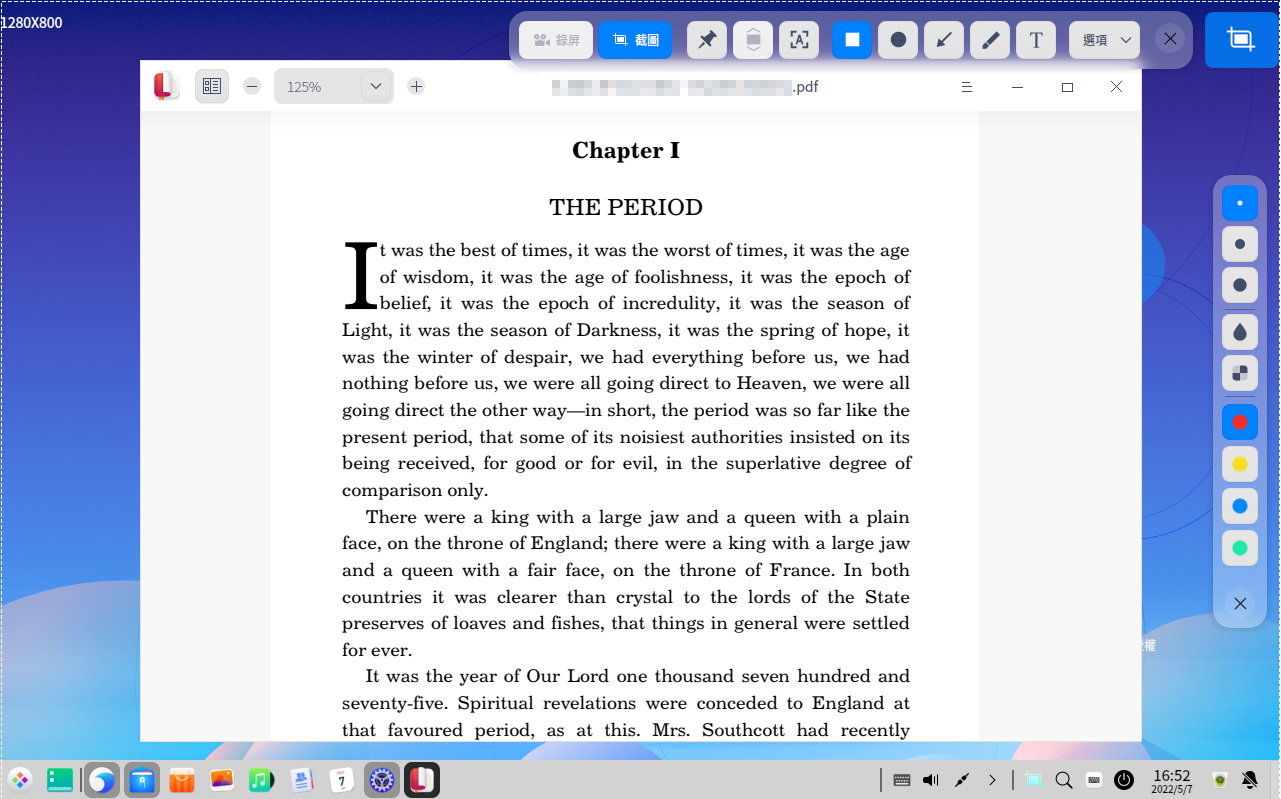 1280X800
錄屏
截圖
T
選項
125%
.pdf
Chapter I
THE PERIOD
It was the best of times, it was the worst of times, it was the age
of wisdom, it was the age of foolishness, it was the epoch of
belief, it was the epoch of incredulity, it was the season of
Light, it was the season of Darkness, it was the spring of hope, it
was the winter of despair, we had everything before us, we had
nothing before us, we were all going direct to Heaven, we were all
going direct the other way—in short, the period was so far like the
present period, that some of its noisiest authorities insisted on its
being received, for good or for evil, in the superlative degree of
comparison only.
There were a king with a large jaw and a queen with a plain
face, on the throne of England; there were a king with a large jaw
and a queen with a fair face, on the throne of France. In both
countries it was clearer than crystal to the lords of the State
preserves of loaves and fishes, that things in general were settled
for ever.
It was the year of Our Lord one thousand seven hundred and
seventy-five. Spiritual revelations were conceded to England at
that favoured period, as at this. Mrs. Southcott had recently
權
7
16:52
2022/5/7